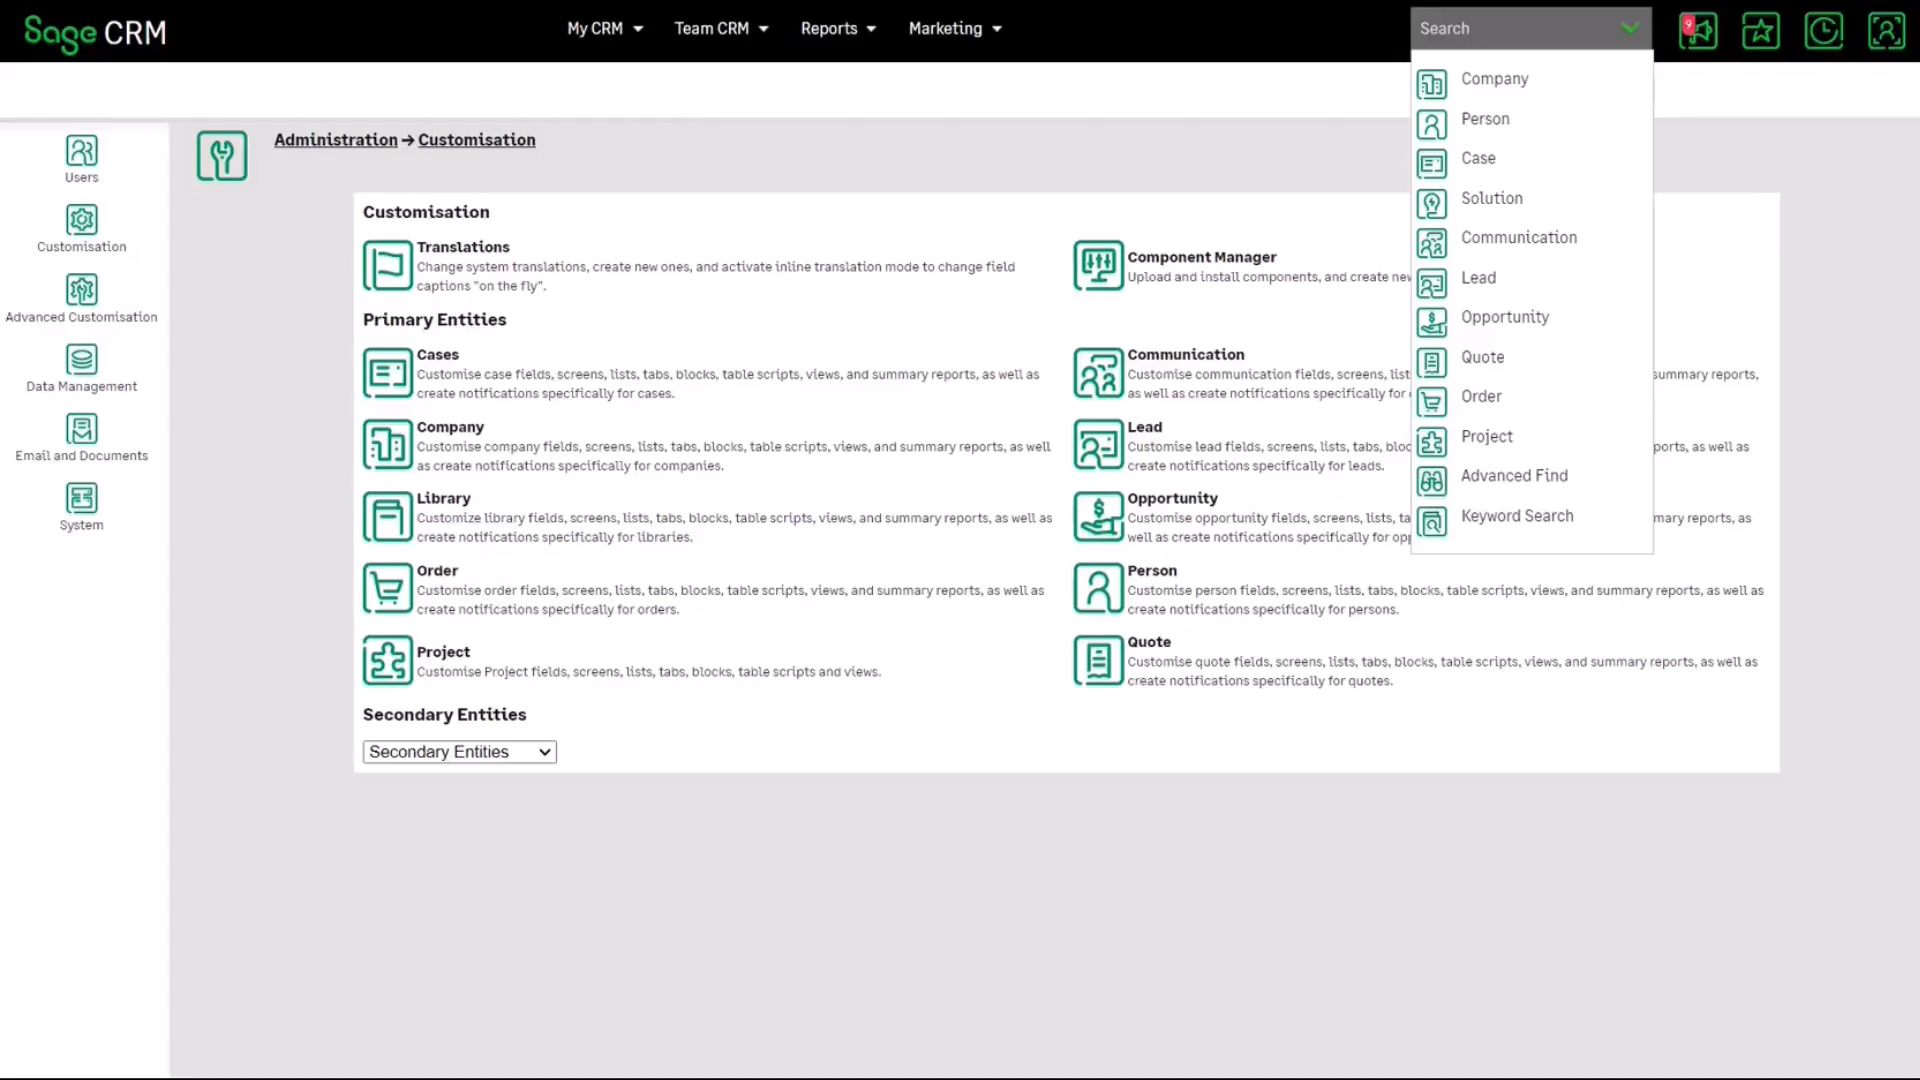 Sage CRM
My CRM
Team CRM
Reports
Marketing
Search
9
Company
Person
Case
Solution
Communication
Lead
Opportunity
Quote
Order
Project
Advanced Find
Keyword Search
Users
Customisation
Advanced Customisation
Data Management
Email and Documents
System
Administration → Customisation
Customisation
Translations
Change system translations, create new ones, and activate inline translation mode to change field
captions "on the fly".
Component Manager
Upload and install components, and create new
Primary Entities
Cases
Customise case fields, screens, lists, tabs, blocks, table scripts, views, and summary reports, as well as
create notifications specifically for cases.
Communication
Customise communication fields, screens, list summary reports,
as well as create notifications specifically for
Company
Customise company fields, screens, lists, tabs, blocks, table scripts, views, and summary reports, as well
as create notifications specifically for companies.
Lead
Customise lead fields, screens, lists, tabs, bloc ports, as well as
create notifications specifically for leads.
Library
Customize library fields, screens, lists, tabs, blocks, table scripts, views, and summary reports, as well as
create notifications specifically for libraries.
Opportunity
Customise opportunity fields, screens, lists, ta mary reports, as
well as create notifications specifically for opp
Order
Customise order fields, screens, lists, tabs, blocks, table scripts, views, and summary reports, as well as
create notifications specifically for orders.
Person
Customise person fields, screens, lists, tabs, blocks, table scripts, views, and summary reports, as well as
create notifications specifically for persons.
Project
Customise Project fields, screens, lists, tabs, blocks, table scripts and views.
Quote
Customise quote fields, screens, lists, tabs, blocks, table scripts, views, and summary reports, as well as
create notifications specifically for quotes.
Secondary Entities
Secondary Entities